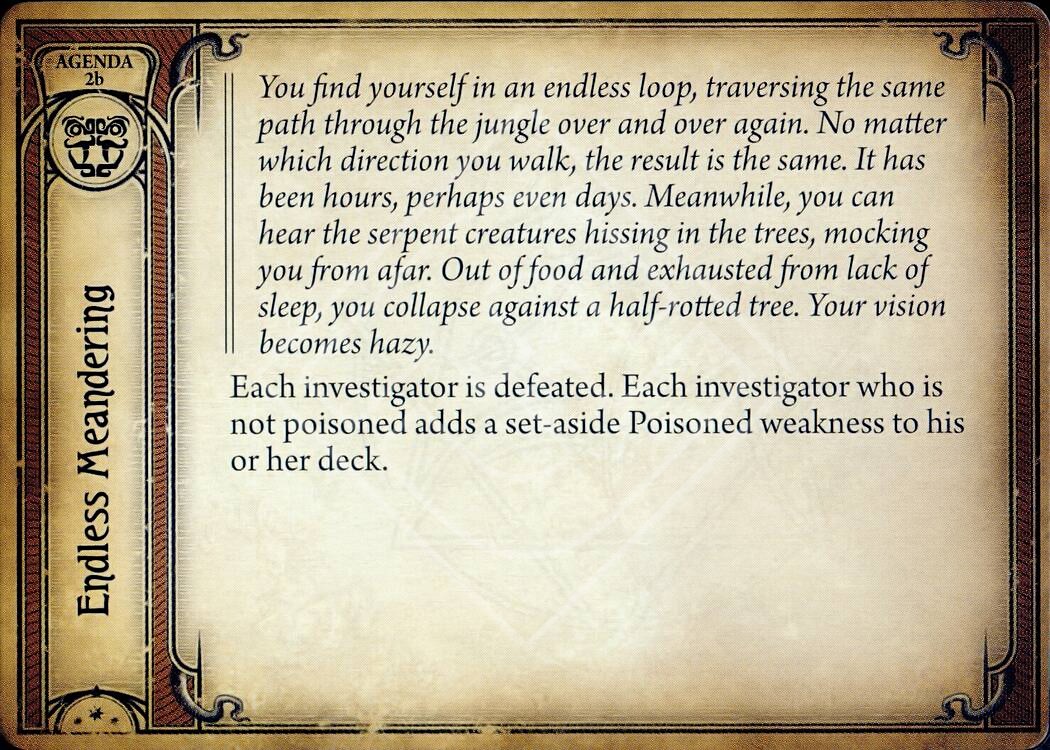 AGENDA
2b
Endless Meandering
You find yourself in an endless loop, traversing the same
path through the jungle over and over again. No matter
which direction you walk, the result is the same. It has
been hours, perhaps even days. Meanwhile, you can
hear the serpent creatures hissing in the trees, mocking
you from afar. Out of food and exhausted from lack of
sleep, you collapse against a half-rotted tree. Your vision
becomes hazy.
Each investigator is defeated. Each investigator who is
not poisoned adds a set-aside Poisoned weakness to his
or her deck.